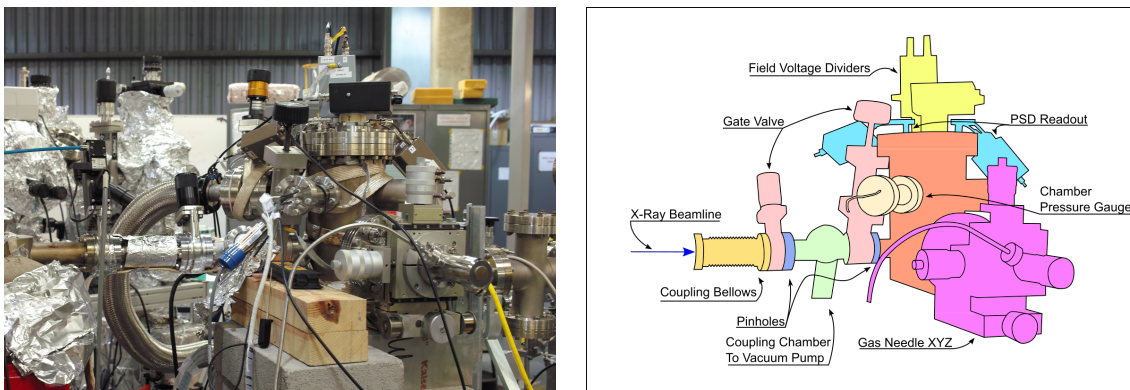 Field Voltage Dividers
Gate Valve
PSD Readout
Chamber
Pressure Gauge
X-Ray Beamline
Coupling Bellows
Pinholes
Coupling Chamber
To Vacuum Pump
Gas Needle XYZ